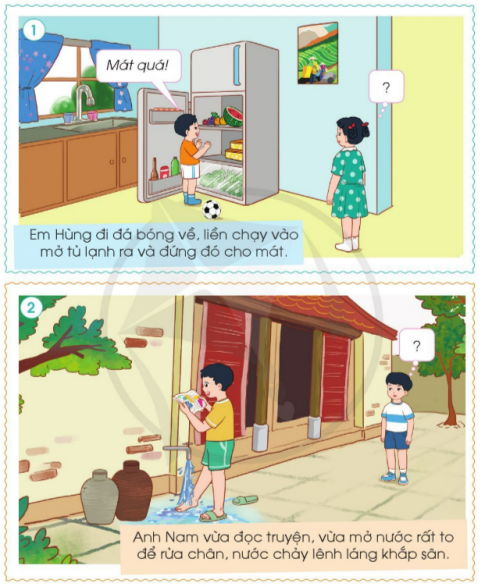 1
Mát quá!
?
Em Hùng đi đá bóng về, liền chạy vào
mở tủ lạnh ra và đứng đó cho mát.
2
?
Anh Nam vừa đọc truyện, vừa mở nước rất to
để rửa chân, nước chảy lênh láng khắp sân.